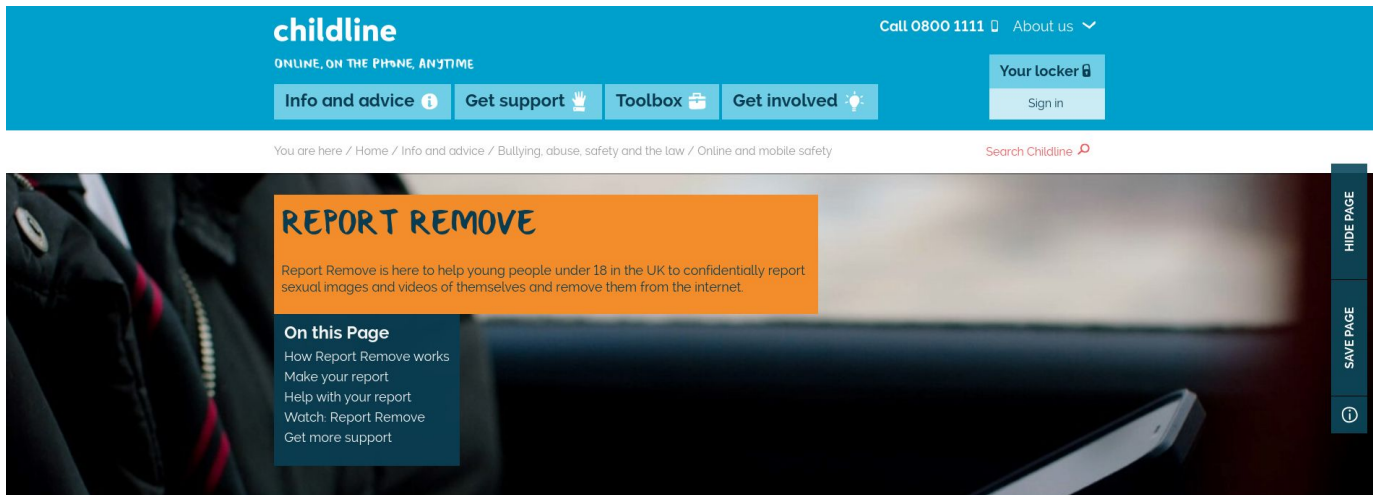 childline
ONLINE, ON THE PHONE, ANYTIME
Call 0800 1111 About us
Your locker
Sign in
Info and advice Get support Toolbox Get involved
You are here / Home / Info and advice / Bullying, abuse, safety and the law / Online and mobile safety
Search Childline
REPORT REMOVE
Report Remove is here to help young people under 18 in the UK to confidentially report
sexual images and videos of themselves and remove them from the internet.
On this Page
How Report Remove works
Make your report
Help with your report
Watch: Report Remove
Get more support
HIDE PAGE
SAVE PAGE